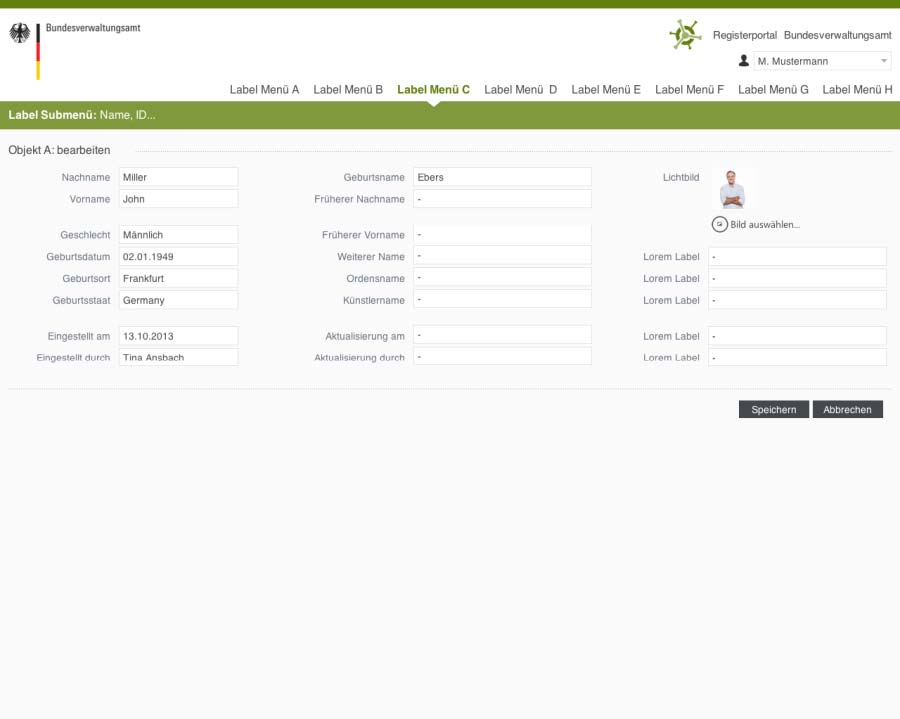 Bundesverwaltungsamt
Registerportal Bundesverwaltungsamt
M. Mustermann
Label Menü A Label Menü B Label Menü C Label Menü D Label Menü E Label Menü F Label Menü G Label Menü H
Label Submenü: Name, ID...
Objekt A: bearbeiten
Nachname Miller Geburtsname Ebers Lichtbild
Vorname John Früherer Nachname -
Bild auswählen...
Geschlecht Männlich Früherer Vorname -
Geburtsdatum 02.01.1949 Weiterer Name - Lorem Label -
Geburtsort Frankfurt Ordensname - Lorem Label -
Geburtsstaat Germany Künstlername - Lorem Label -
Eingestellt am 13.10.2013 Aktualisierung am - Lorem Label -
Eingestellt durch Tina Ansbach Aktualisierung durch - Lorem Label -
Speichern Abbrechen